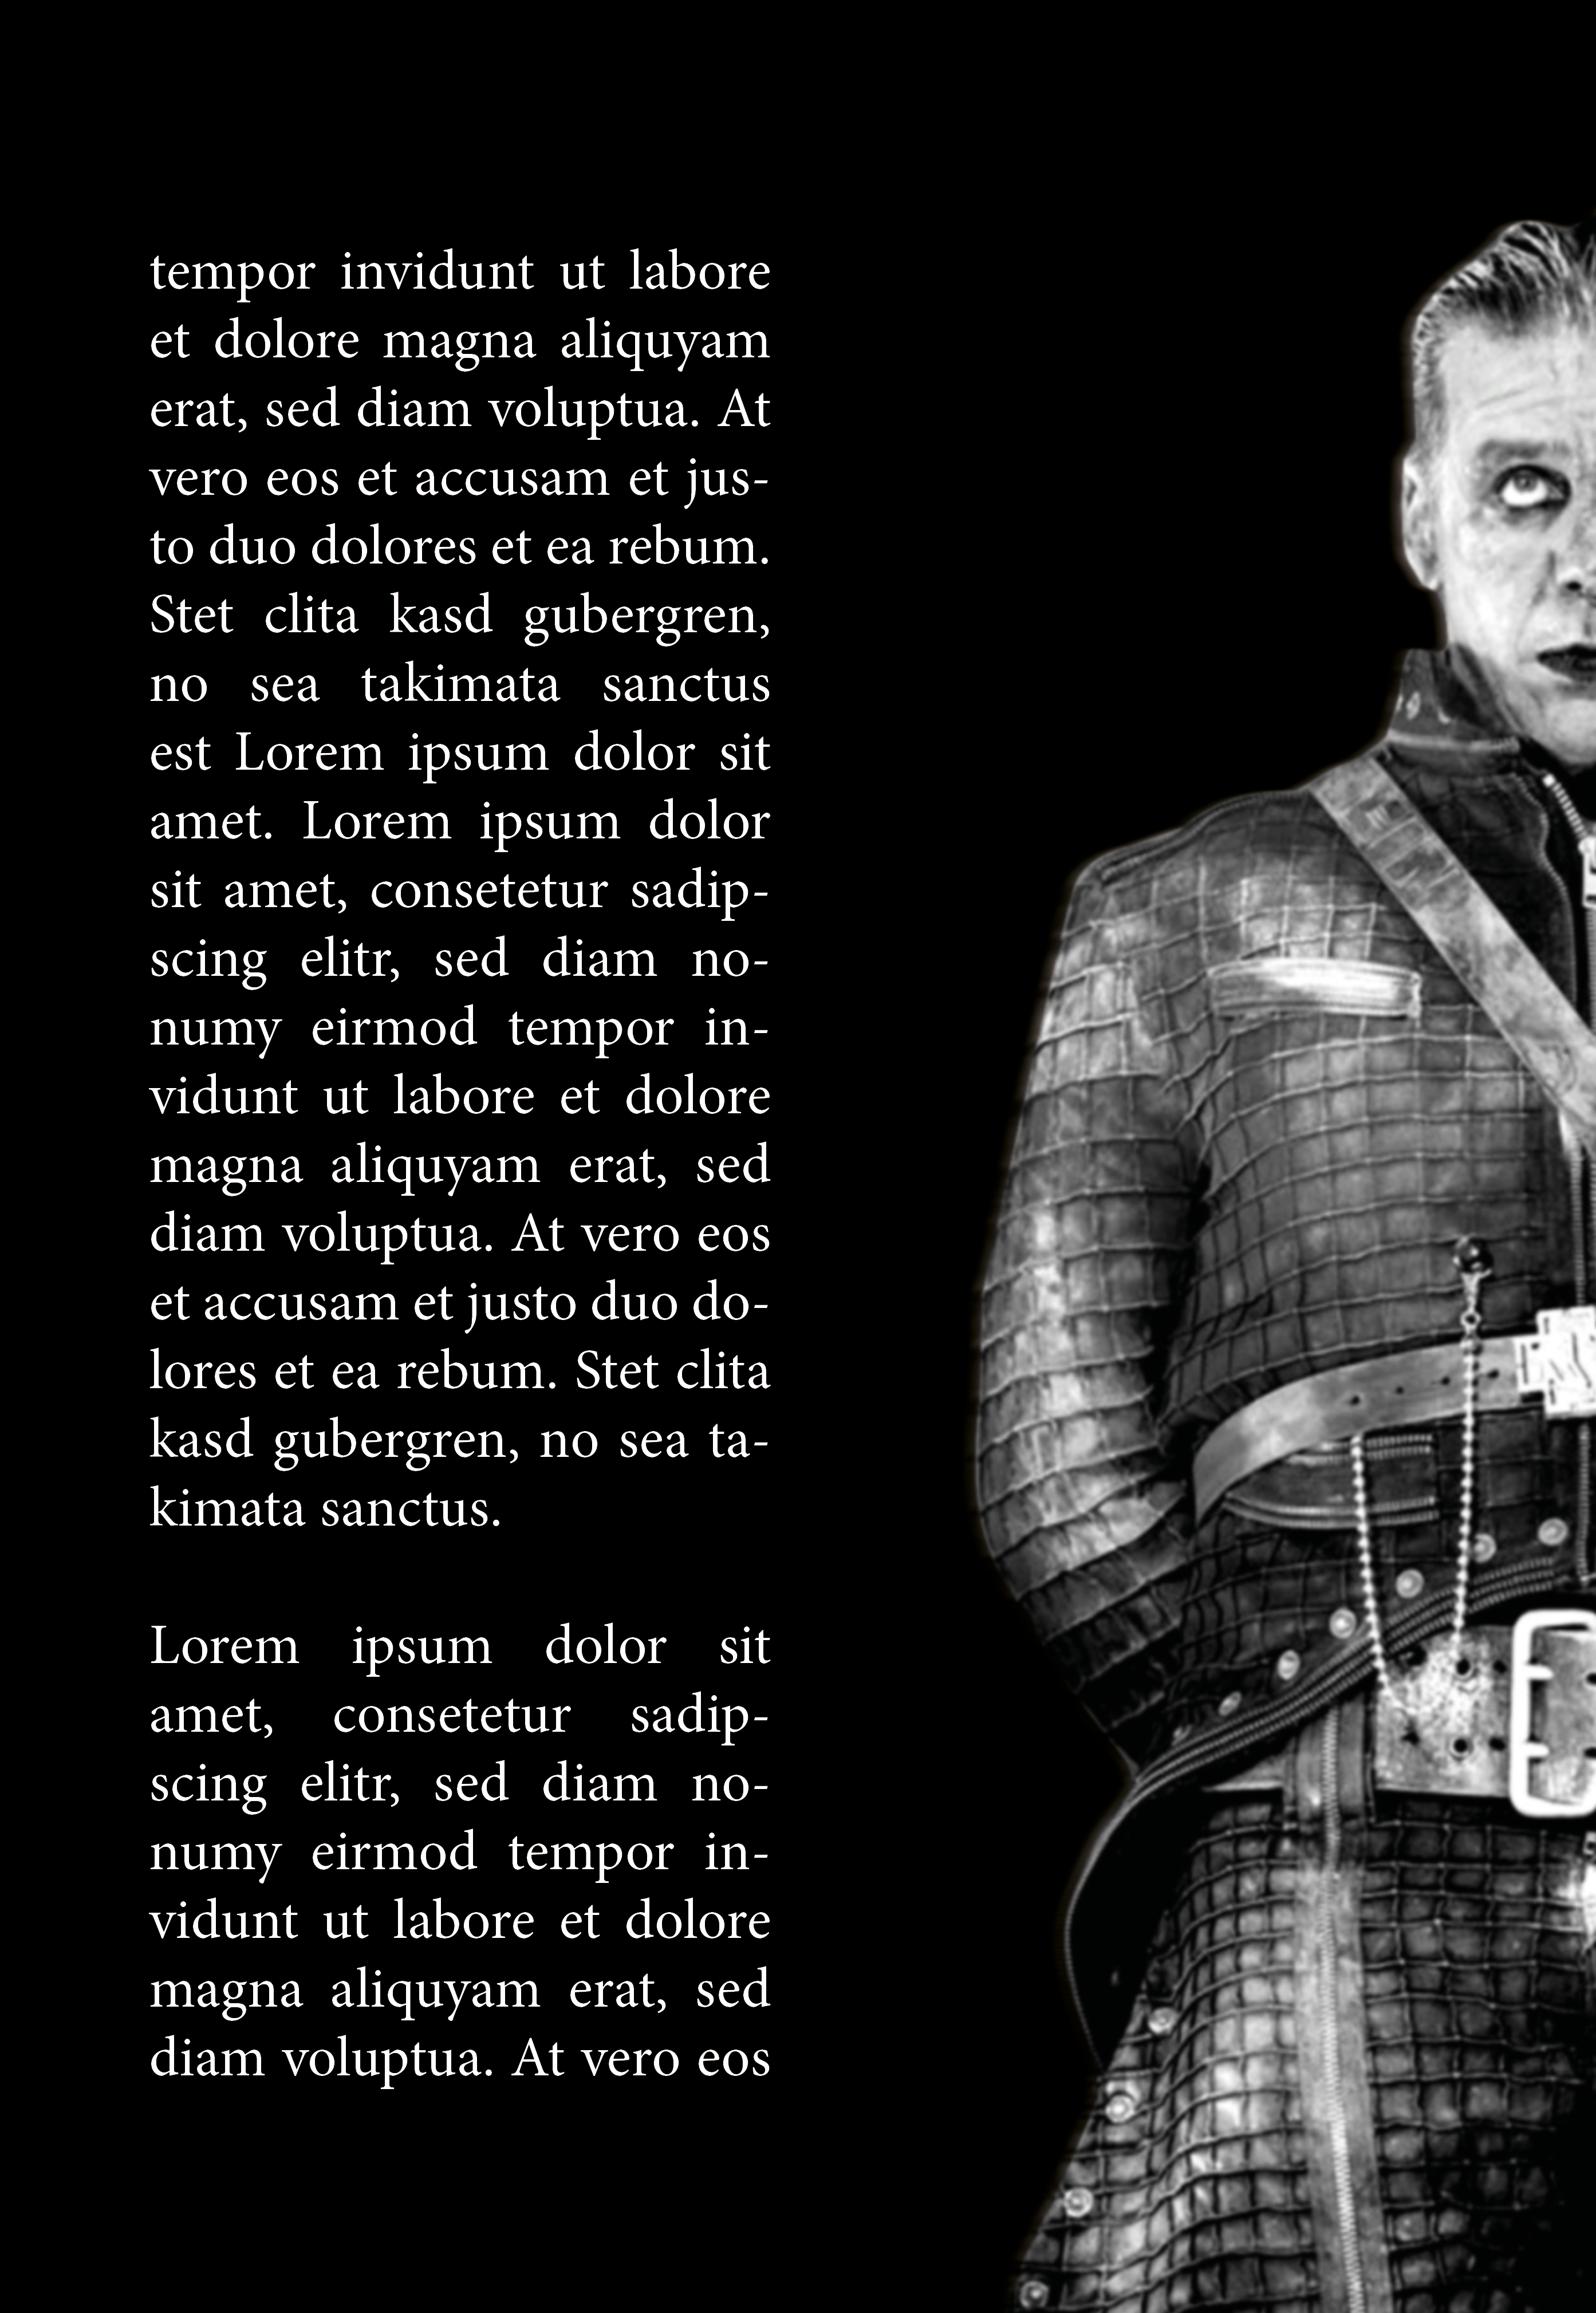 tempor invidunt ut labore
et dolore magna aliquyam
erat, sed diam voluptua. At
vero eos et accusam et jus-
to duo dolores et ea rebum.
Stet clita kasd gubergren,
no sea takimata sanctus
est Lorem ipsum dolor sit
amet. Lorem ipsum dolor
sit amet, consetetur sadip-
scing elitr, sed diam no-
numy eirmod tempor in-
vidunt ut labore et dolore
magna aliquyam erat, sed
diam voluptua. At vero eos
et accusam et justo duo do-
lores et ea rebum. Stet clita
kasd gubergren, no sea ta-
kimata sanctus.
Lorem ipsum dolor sit
amet, consetetur sadip-
scing elitr, sed diam no-
numy eirmod tempor in-
vidunt ut labore et dolore
magna aliquyam erat, sed
diam voluptua. At vero eos